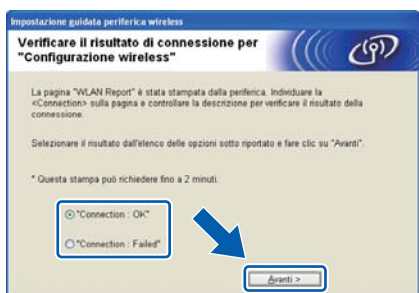 Impostazione guidata periferica wireless
Verificare il risultato di connessione per
"Configurazione wireless"
La pagina "WLAN Report" è stata stampata dalla periferica. Individuare la
<Connection> sulla pagina e controllare la descrizione per verificare il risultato della
connessione.
Selezionare il risultato dall'elenco delle opzioni sotto riportato e fare clic su "Avanti".
* Questa stampa può richiedere fino a 2 minuti.
"Connection : OK"
"Connection : Failed"
Avanti >